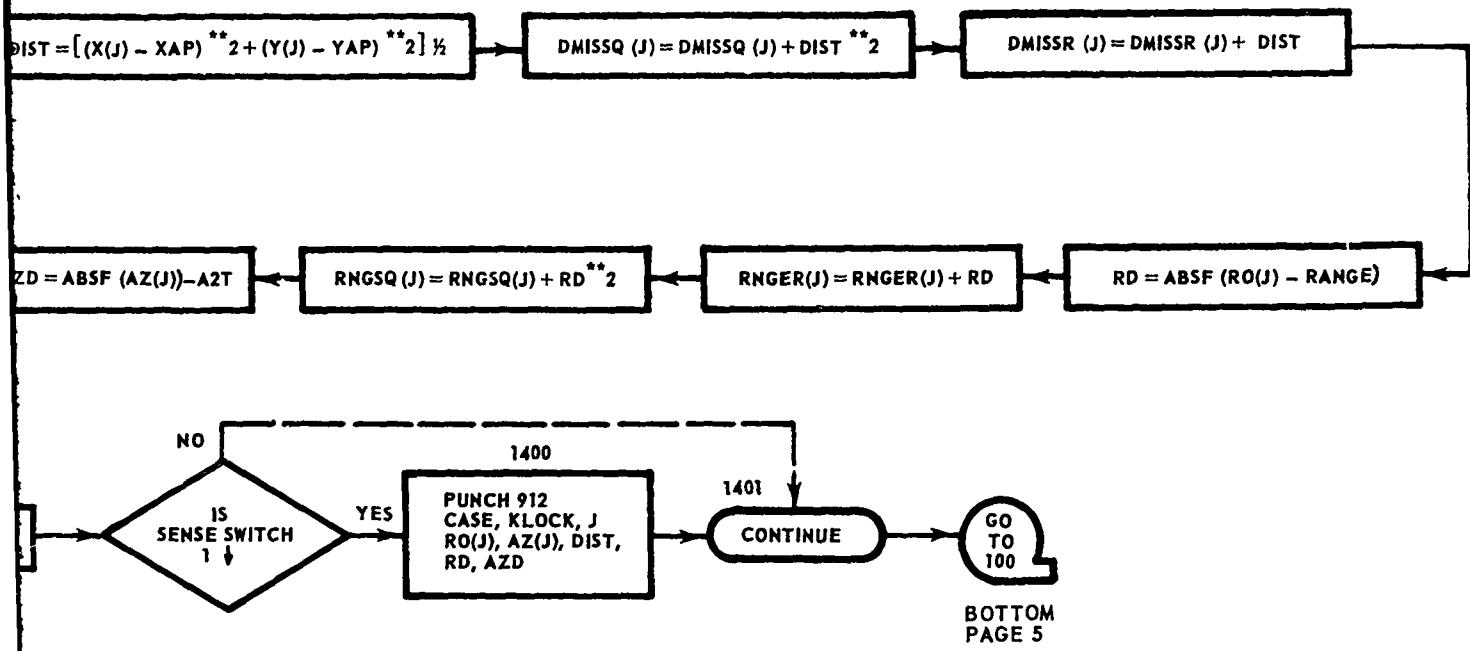 DIST = [(X(J) – XAP) **2 + (Y(J) – YAP) **2] ½
DMISSQ (J) = DMISSQ (J) + DIST **2
DMISSR (J) = DMISSR (J) + DIST
RD = ABSF (RO(J) – RANGE)
RNGER(J) = RNGER(J) + RD
RNGSQ (J) = RNGSQ(J) + RD**2
ZD = ABSF (AZ(J))–A2T
NO
IS
SENSE SWITCH
1 ↓
YES
1400
PUNCH 912
CASE, KLOCK, J
RO(J), AZ(J), DIST,
RD, AZD
1401
CONTINUE
GO
TO
100
BOTTOM
PAGE 5